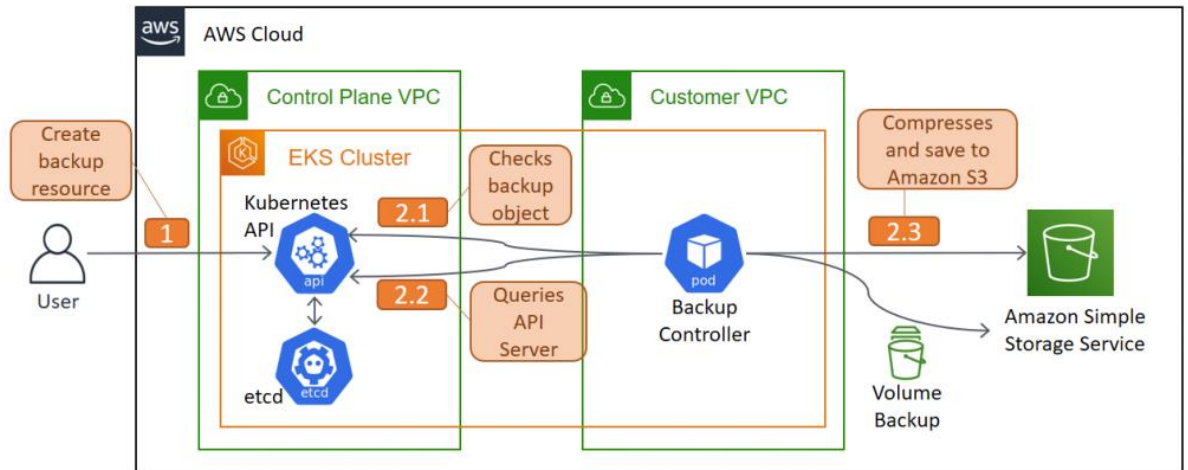 aws
AWS Cloud
Control Plane VPC
Customer VPC
Create
backup
resource
EKS Cluster
Checks
backup
object
Compresses
and save to
Amazon S3
Kubernetes
API
1
2.1
2.3
api
2.2
pod
User
Queries
API
Server
Backup
Controller
Amazon Simple
Storage Service
etcd
etcd
Volume
Backup